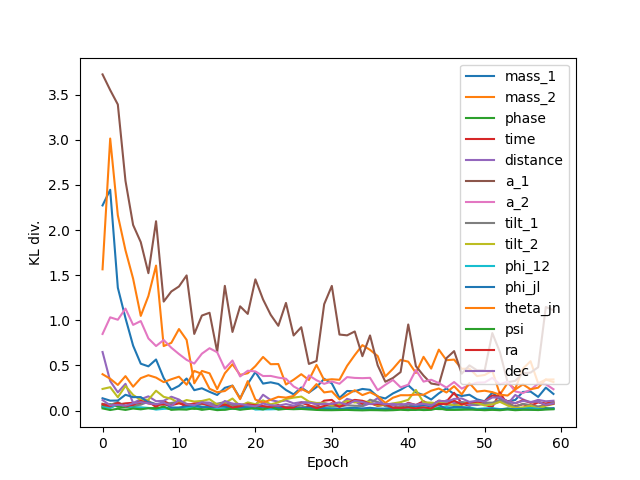 3.5
3.0
2.5
2.0
1.5
1.0
0.5
0.0
KL div.
0
10
20
30
40
50
60
Epoch
mass_1
mass_2
phase
time
distance
a_1
a_2
tilt_1
tilt_2
phi_12
phi_jl
theta_jn
psi
ra
dec